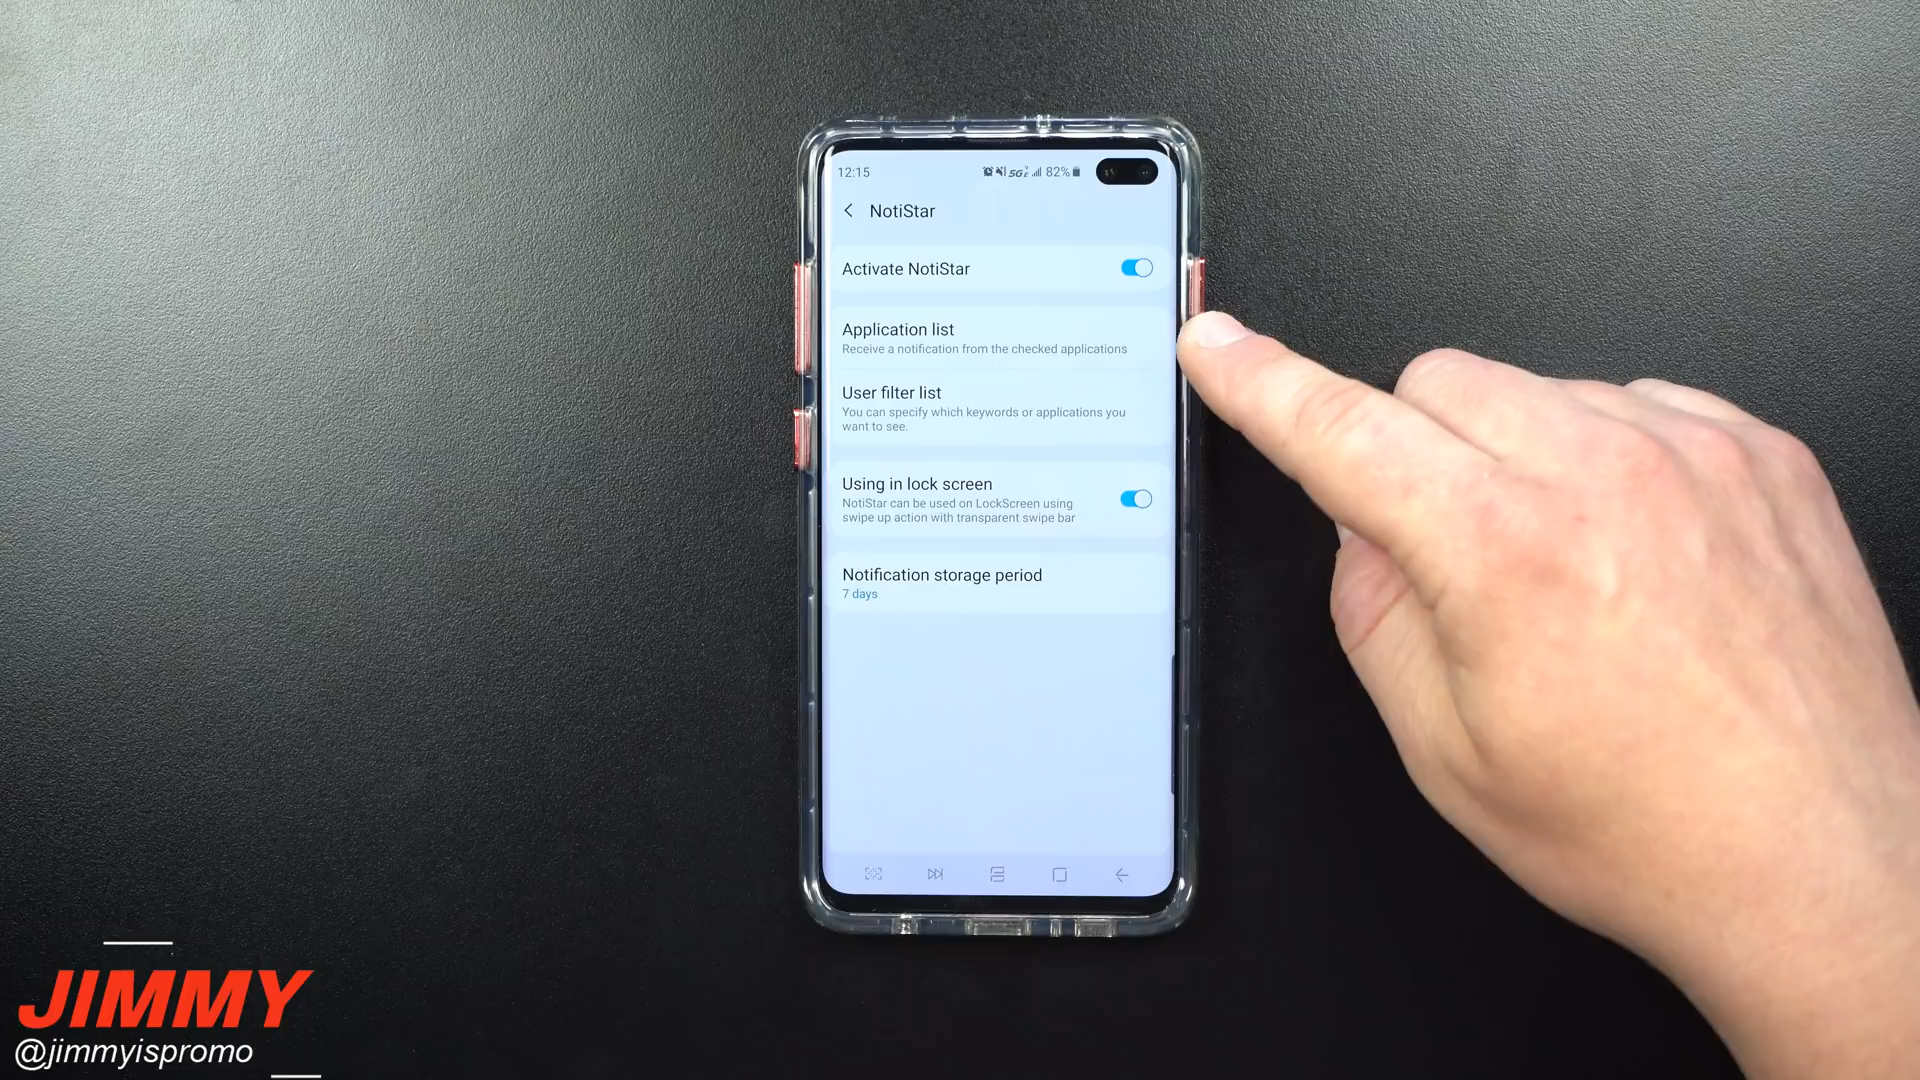 12:15
5GE 82%
NotiStar
Activate NotiStar
Application list
Receive a notification from the checked applications
User filter list
You can specify which keywords or applications you
want to see.
Using in lock screen
NotiStar can be used on LockScreen using
swipe up action with transparent swipe bar
Notification storage period
7 days
JIMMY
@jimmyispromo